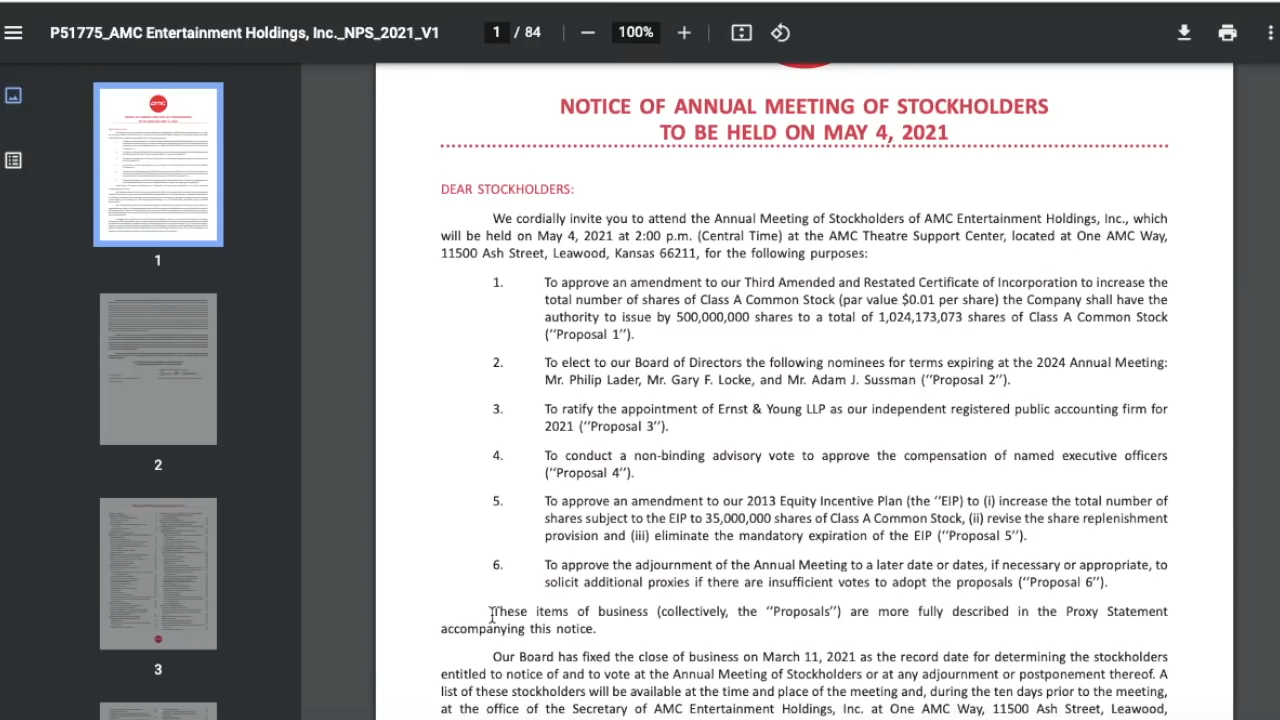 P51775_AMC Entertainment Holdings, Inc._NPS_2021_V1
1 / 84
100%
1
2
3
NOTICE OF ANNUAL MEETING OF STOCKHOLDERS
TO BE HELD ON MAY 4, 2021
DEAR STOCKHOLDERS:
We cordially invite you to attend the Annual Meeting of Stockholders of AMC Entertainment Holdings, Inc., which
will be held on May 4, 2021 at 2:00 p.m. (Central Time) at the AMC Theatre Support Center, located at One AMC Way,
11500 Ash Street, Leawood, Kansas 66211, for the following purposes:
1. To approve an amendment to our Third Amended and Restated Certificate of Incorporation to increase the
total number of shares of Class A Common Stock (par value $0.01 per share) the Company shall have the
authority to issue by 500,000,000 shares to a total of 1,024,173,073 shares of Class A Common Stock
(‘‘Proposal 1’’).
2. To elect to our Board of Directors the following nominees for terms expiring at the 2024 Annual Meeting:
Mr. Philip Lader, Mr. Gary F. Locke, and Mr. Adam J. Sussman (‘‘Proposal 2’’).
3. To ratify the appointment of Ernst & Young LLP as our independent registered public accounting firm for
2021 (‘‘Proposal 3’’).
4. To conduct a non-binding advisory vote to approve the compensation of named executive officers
(‘‘Proposal 4’’).
5. To approve an amendment to our 2013 Equity Incentive Plan (the ‘‘EIP’’) to (i) increase the total number of
shares subject to the EIP to 35,000,000 shares of Class A Common Stock, (ii) revise the share replenishment
provision and (iii) eliminate the mandatory expiration of the EIP (‘‘Proposal 5’’).
6. To approve the adjournment of the Annual Meeting to a later date or dates, if necessary or appropriate, to
solicit additional proxies if there are insufficient votes to adopt the proposals (‘‘Proposal 6’’).
These items of business (collectively, the ‘‘Proposals’’) are more fully described in the Proxy Statement
accompanying this notice.
Our Board has fixed the close of business on March 11, 2021 as the record date for determining the stockholders
entitled to notice of and to vote at the Annual Meeting of Stockholders or at any adjournment or postponement thereof. A
list of these stockholders will be available at the time and place of the meeting and, during the ten days prior to the meeting,
at the office of the Secretary of AMC Entertainment Holdings, Inc. at One AMC Way, 11500 Ash Street, Leawood,